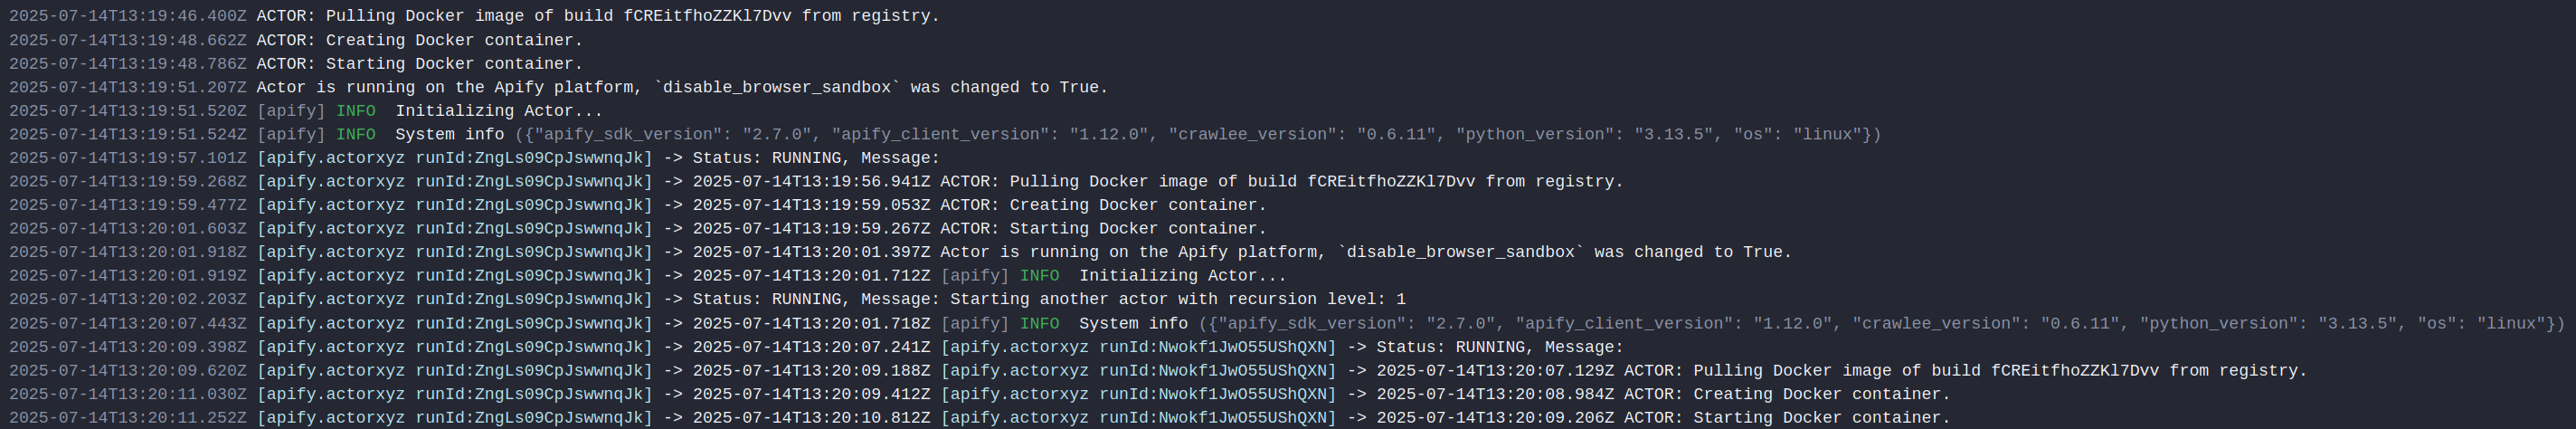 2025-07-14T13:19:46.400Z ACTOR: Pulling Docker image of build fCREitfhoZZKl7Dvv from registry.
2025-07-14T13:19:48.662Z ACTOR: Creating Docker container.
2025-07-14T13:19:48.786Z ACTOR: Starting Docker container.
2025-07-14T13:19:51.207Z Actor is running on the Apify platform, `disable_browser_sandbox` was changed to True.
2025-07-14T13:19:51.520Z [apify] INFO  Initializing Actor...
2025-07-14T13:19:51.524Z [apify] INFO  System info ({"apify_sdk_version": "2.7.0", "apify_client_version": "1.12.0", "crawlee_version": "0.6.11", "python_version": "3.13.5", "os": "linux"})
2025-07-14T13:19:57.101Z [apify.actorxyz runId:ZngLs09CpJswwnqJk] -> Status: RUNNING, Message:
2025-07-14T13:19:59.268Z [apify.actorxyz runId:ZngLs09CpJswwnqJk] -> 2025-07-14T13:19:56.941Z ACTOR: Pulling Docker image of build fCREitfhoZZKl7Dvv from registry.
2025-07-14T13:19:59.477Z [apify.actorxyz runId:ZngLs09CpJswwnqJk] -> 2025-07-14T13:19:59.053Z ACTOR: Creating Docker container.
2025-07-14T13:20:01.603Z [apify.actorxyz runId:ZngLs09CpJswwnqJk] -> 2025-07-14T13:19:59.267Z ACTOR: Starting Docker container.
2025-07-14T13:20:01.918Z [apify.actorxyz runId:ZngLs09CpJswwnqJk] -> 2025-07-14T13:20:01.397Z Actor is running on the Apify platform, `disable_browser_sandbox` was changed to True.
2025-07-14T13:20:01.919Z [apify.actorxyz runId:ZngLs09CpJswwnqJk] -> 2025-07-14T13:20:01.712Z [apify] INFO  Initializing Actor...
2025-07-14T13:20:02.203Z [apify.actorxyz runId:ZngLs09CpJswwnqJk] -> Status: RUNNING, Message: Starting another actor with recursion level: 1
2025-07-14T13:20:07.443Z [apify.actorxyz runId:ZngLs09CpJswwnqJk] -> 2025-07-14T13:20:01.718Z [apify] INFO  System info ({"apify_sdk_version": "2.7.0", "apify_client_version": "1.12.0", "crawlee_version": "0.6.11", "python_version": "3.13.5", "os": "linux"})
2025-07-14T13:20:09.398Z [apify.actorxyz runId:ZngLs09CpJswwnqJk] -> 2025-07-14T13:20:07.241Z [apify.actorxyz runId:Nwokf1JwO55UShQXN] -> Status: RUNNING, Message:
2025-07-14T13:20:09.620Z [apify.actorxyz runId:ZngLs09CpJswwnqJk] -> 2025-07-14T13:20:09.188Z [apify.actorxyz runId:Nwokf1JwO55UShQXN] -> 2025-07-14T13:20:07.129Z ACTOR: Pulling Docker image of build fCREitfhoZZKl7Dvv from registry.
2025-07-14T13:20:11.030Z [apify.actorxyz runId:ZngLs09CpJswwnqJk] -> 2025-07-14T13:20:09.412Z [apify.actorxyz runId:Nwokf1JwO55UShQXN] -> 2025-07-14T13:20:08.984Z ACTOR: Creating Docker container.
2025-07-14T13:20:11.252Z [apify.actorxyz runId:ZngLs09CpJswwnqJk] -> 2025-07-14T13:20:10.812Z [apify.actorxyz runId:Nwokf1JwO55UShQXN] -> 2025-07-14T13:20:09.206Z ACTOR: Starting Docker container.